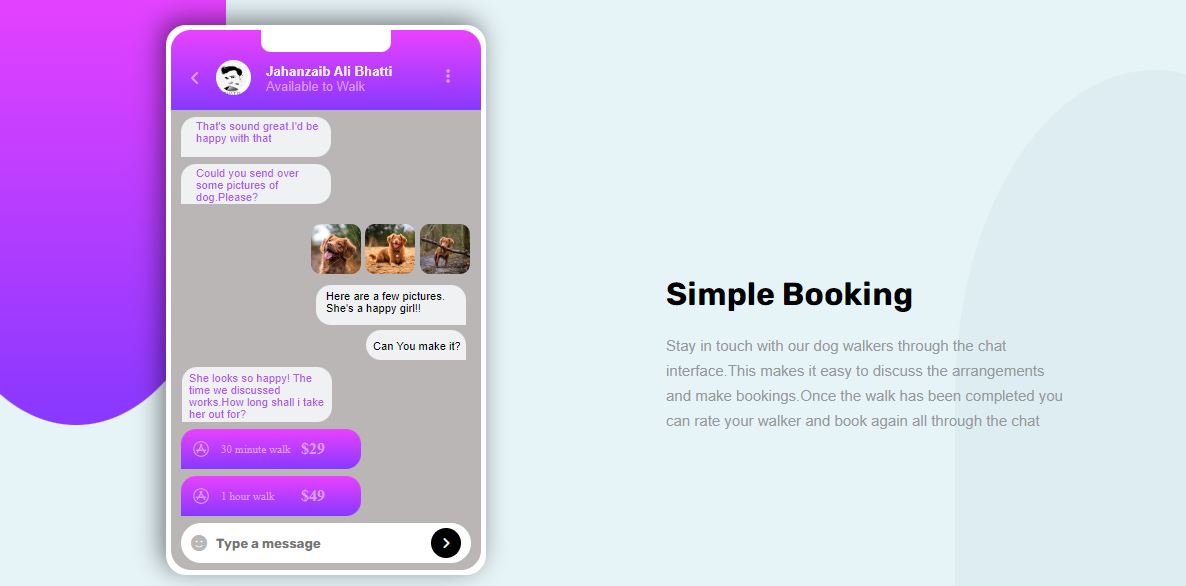 Jahanzaib Ali Bhatti
Available to Walk
That's sound great.I'd be
happy with that
Could you send over
some pictures of
dog.Please?
Here are a few pictures.
She's a happy girl!!
Can You make it?
She looks so happy! The
time we discussed
works.How long shall i take
her out for?
30 minute walk $29
1 hour walk $49
Type a message
Simple Booking
Stay in touch with our dog walkers through the chat
interface.This makes it easy to discuss the arrangements
and make bookings.Once the walk has been completed you
can rate your walker and book again all through the chat